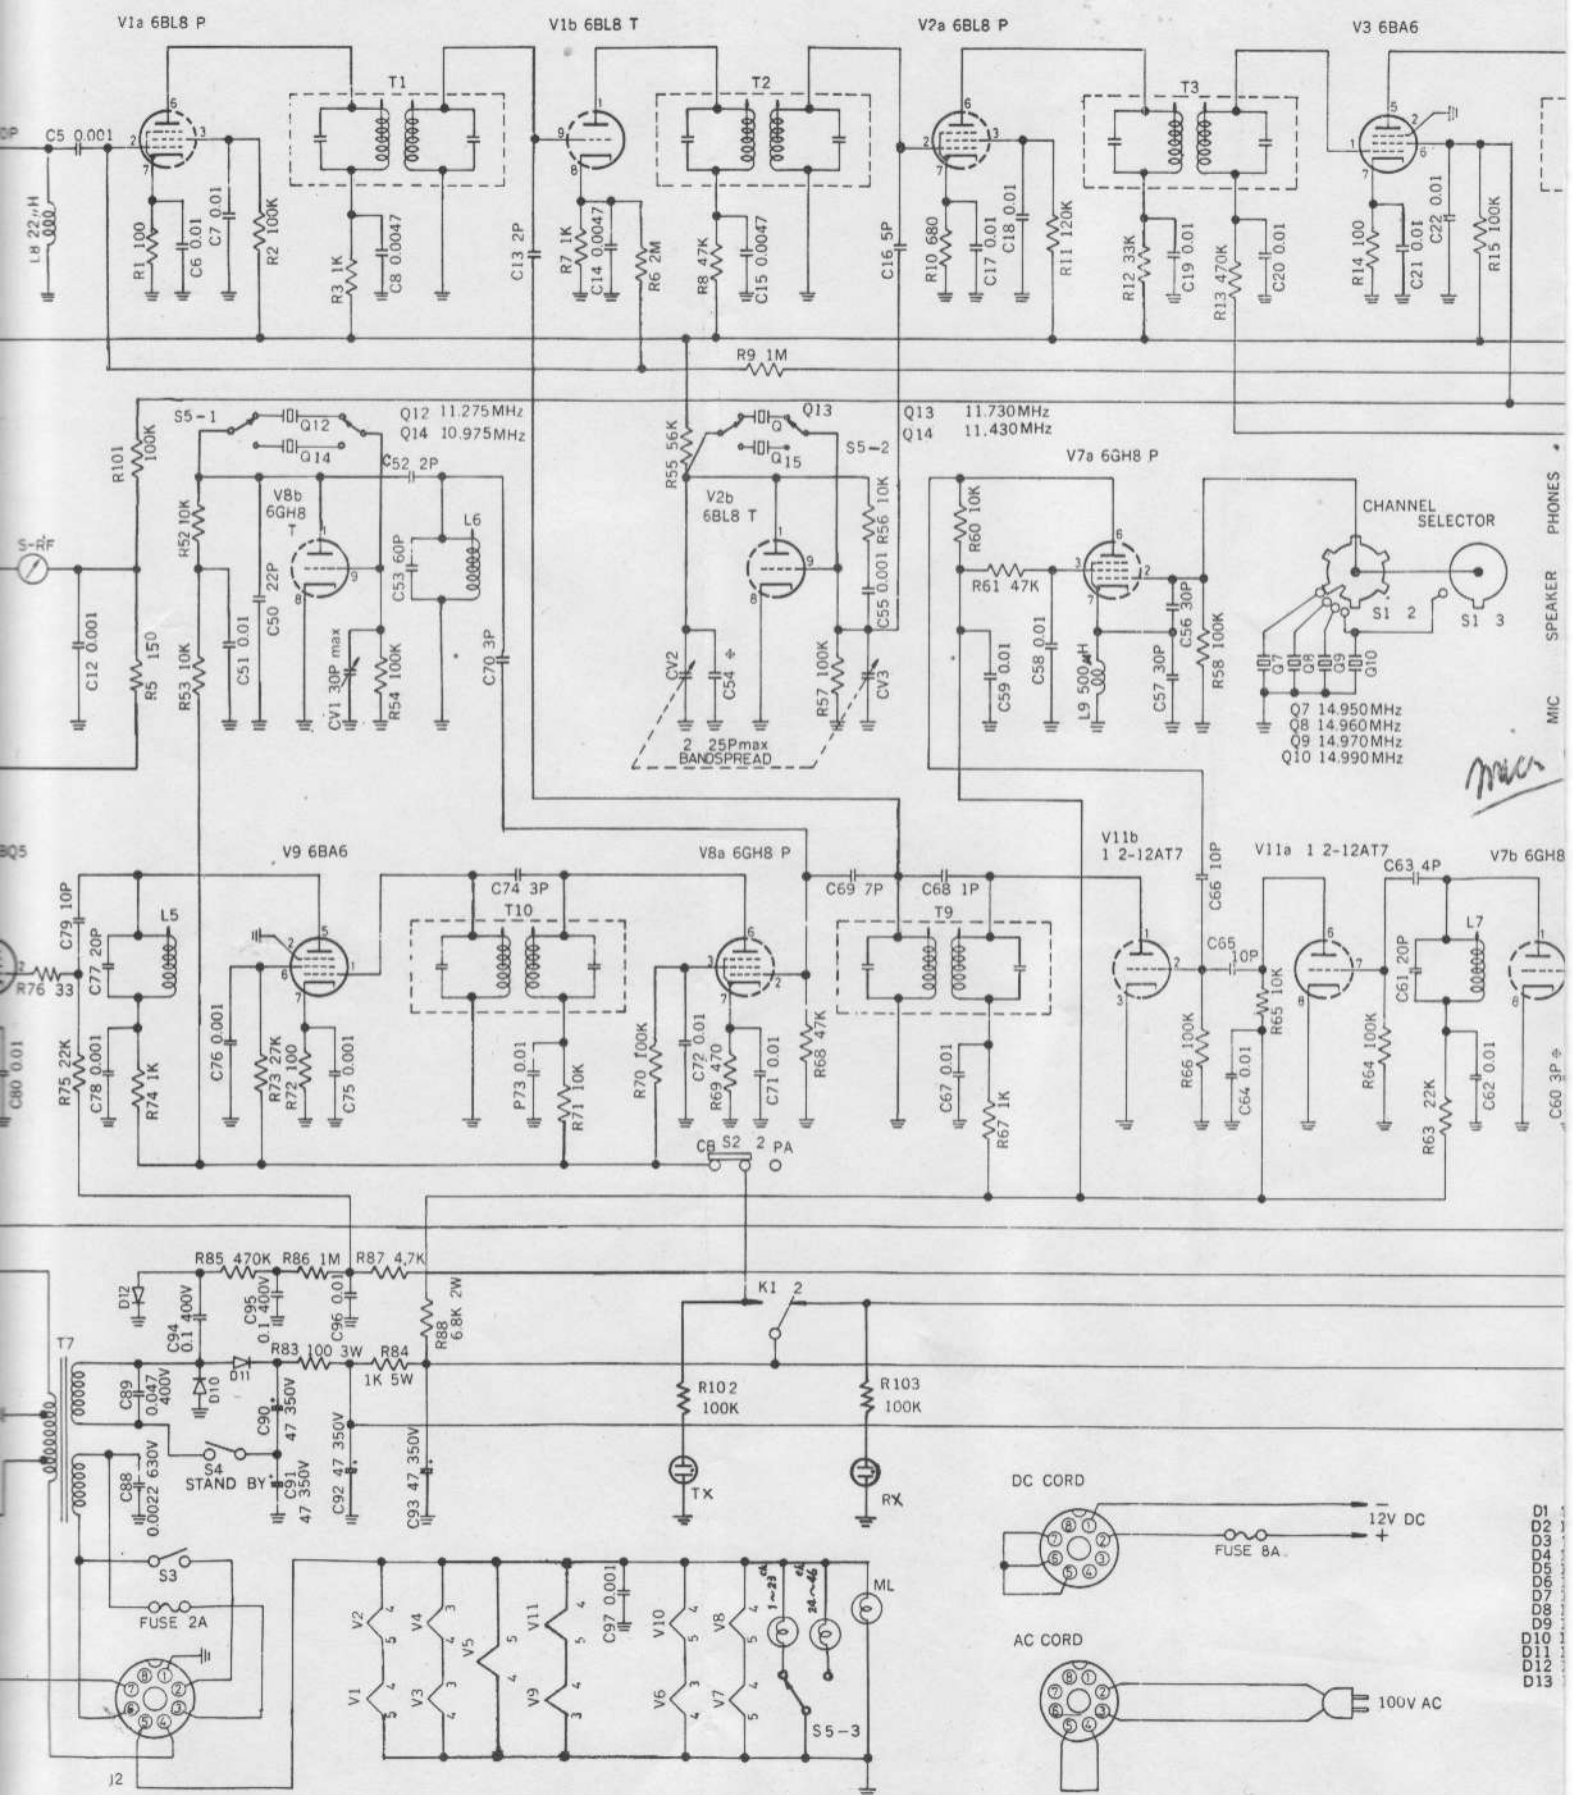 V1a 6BL8 P
V1b 6BL8 T
V2a 6BL8 P
V3 6BA6
T1
T2
T3
C5 0.001
L8 22μH
R1 100
C6 0.01
C7 0.01
R2 100K
R3 1K
C8 0.0047
C13 2P
R7 1K
C14 0.0047
R6 2M
R8 47K
C15 0.0047
C16 5P
R10 680
C17 0.01
C18 0.01
R11 120K
R12 33K
C19 0.01
R13 470K
C20 0.01
R14 100
C21 0.01
C22 0.01
R15 100K
R9 1M
S5-1
Q12
Q14
Q12 11.275MHz
Q14 10.975MHz
Q13
Q15
S5-2
Q13 11.730MHz
Q14 11.430MHz
R101 100K
C52 2P
R55 56K
V8b
6GH8
T
V2b
6BL8 T
V7a 6GH8 P
CHANNEL
SELECTOR
PHONES
SPEAKER
MIC
R52 10K
L6
C53 60P
C50 22P
C51 0.01
R53 10K
C12 0.001
R5 150
CV1 30P max
R54 100K
C70 3P
R56 10K
C55 0.001
CV2
C54
R57 100K
CV3
2 25Pmax
BANDSPREAD
R60 10K
R61 47K
C59 0.01
C58 0.01
L9 500μH
C56 30P
C57 30P
R58 100K
S1 2
S1 3
Q7
Q8
Q9
Q10
Q7 14.950MHz
Q8 14.960MHz
Q9 14.970MHz
Q10 14.990MHz
BQ5
V9 6BA6
V8a 6GH8 P
V11b
1 2-12AT7
V11a 1 2-12AT7
V7b 6GH8
C79 10P
L5
C77 20P
R76 33
C74 3P
T10
C69 7P
C68 1P
T9
C66 10P
C65
10P
C63 4P
L7
C61 20P
C80 0.01
R75 22K
C78 0.001
R74 1K
C76 0.001
R73 27K
R72 100
C75 0.001
P73 0.01
R71 10K
R70 100K
C72 0.01
R69 470
C71 0.01
R68 47K
C67 0.01
R67 1K
R66 100K
C64 0.01
R65 10K
R64 100K
R63 22K
C62 0.01
C60 3P
CB S2 2 PA
R85 470K
R86 1M
R87 4,7K
D12
C94
0.1 400V
C95
0.1 400V
C96 0.01
R88
6.8K 2W
K1 2
T7
C89
0.047
400V
D10
D11
R83 100 3W
R84
1K 5W
C90
47 350V
C88
0.0022 630V
S4
STAND BY
C91
47 350V
C92 47 350V
C93 47 350V
R102
100K
R103
100K
TX
RX
DC CORD
12V DC
FUSE 8A
S3
FUSE 2A
J2
V2
V4
V5
V11
C97 0.001
V10
V8
1~23
24~46
ML
V1
V3
V9
V6
V7
S5-3
AC CORD
100V AC
D1
D2
D3
D4
D5
D6
D7
D8
D9
D10
D11
D12
D13